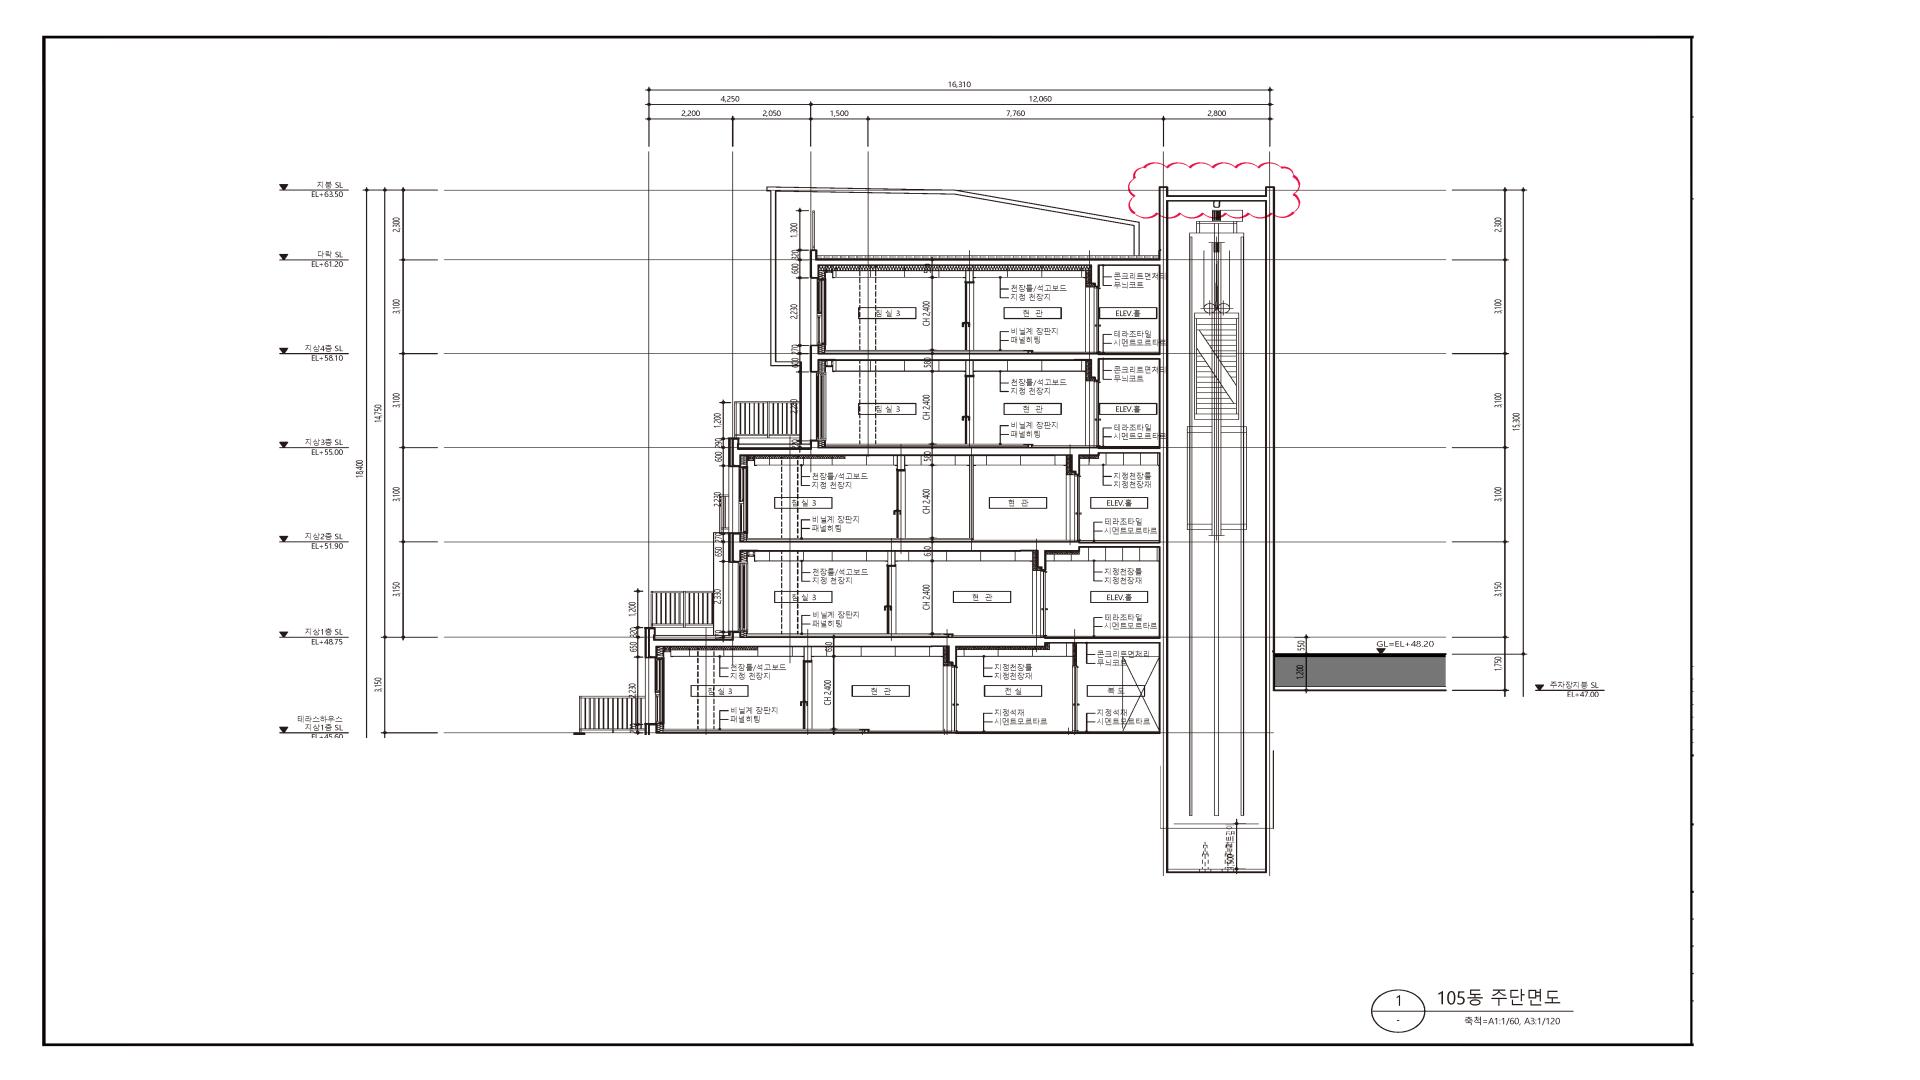 16,310
4,250
12,060
2,200
2,050
1,500
7,760
2,800
지붕 SL
EL+63.50
2,300
1,300
2,300
다락 SL
EL+61.20
600
콘크리트면처리
무늬코트
천장틀/석고보드
지정 천장지
3,100
2,230
침 실 3
CH 2,400
현 관
ELEV.홀
3,100
비닐계 장판지
패널히팅
테라조타일
시멘트모르타르
270
지상4층 SL
EL+58.10
600
580
콘크리트면처리
무늬코트
천장틀/석고보드
지정 천장지
3,100
침 실 3
CH 2,400
현 관
ELEV.홀
3,100
14,750
1,200
15,300
비닐계 장판지
패널히팅
테라조타일
시멘트모르타르
지상3층 SL
EL+55.00
600
580
18,400
천장틀/석고보드
지정 천장지
지정천장틀
지정천장재
3,100
침 실 3
CH 2,400
현 관
ELEV.홀
3,100
비닐계 장판지
패널히팅
테라조타일
시멘트모르타르
270
지상2층 SL
EL+51.90
650
천장틀/석고보드
지정 천장지
지정천장틀
지정천장재
3,150
2,330
침 실 3
CH 2,400
현 관
ELEV.홀
3,150
1,200
비닐계 장판지
패널히팅
테라조타일
시멘트모르타르
지상1층 SL
EL+48.75
650
550
GL=EL+48.20
콘크리트면처리
무늬코트
천장틀/석고보드
지정 천장지
지정천장틀
지정천장재
1,200
1,750
3,150
2,230
침 실 3
CH 2,400
현 관
전 실
복 도
주차장지붕 SL
EL+47.00
비닐계 장판지
패널히팅
지정석재
시멘트모르타르
지정석재
시멘트모르타르
테라스하우스
지상1층 SL
EL+45.60
1
-
105동 주단면도
축척=A1:1/60, A3:1/120